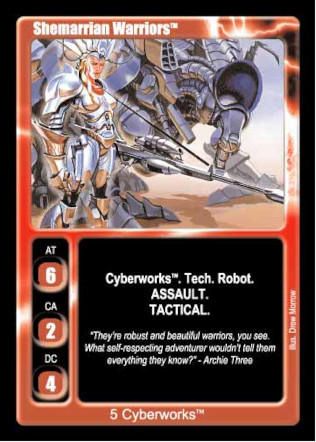 Shemarrian Warriors™
AT
6
CA
2
DC
4
Cyberworks™. Tech. Robot.
ASSAULT.
TACTICAL.
"They're robust and beautiful warriors, you see.
What self-respecting adventurer wouldn't tell them
everything they know?" - Archie Three
Illus. Drew Morrow
5 Cyberworks™